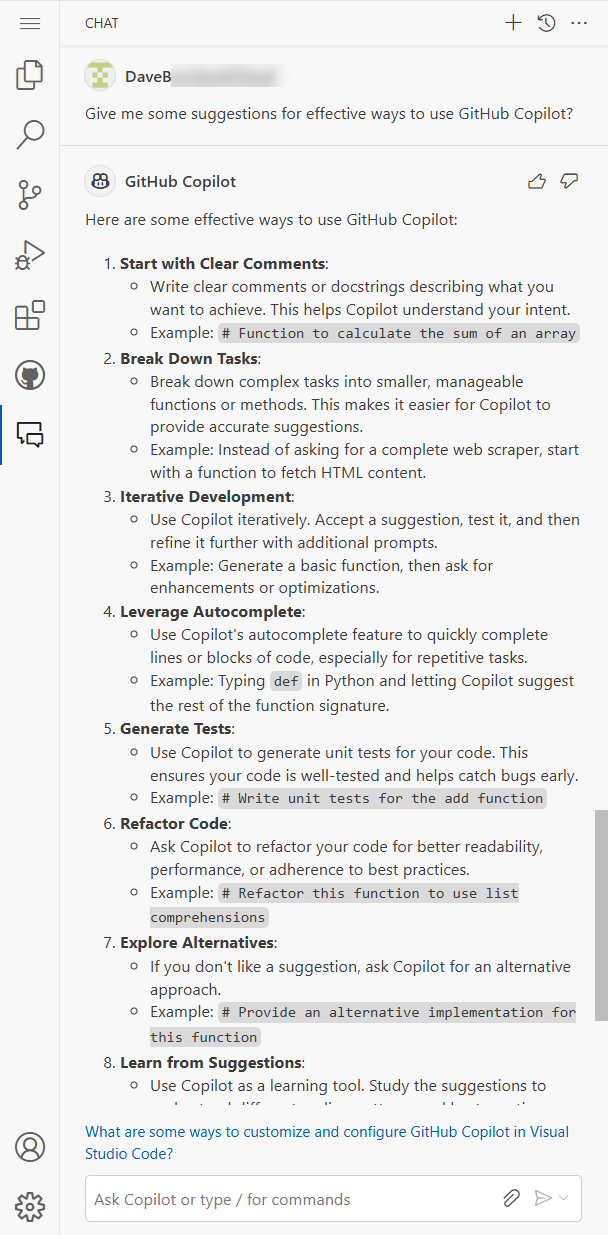 CHAT
DaveB
Give me some suggestions for effective ways to use GitHub Copilot?
GitHub Copilot
Here are some effective ways to use GitHub Copilot:
1. Start with Clear Comments:
Write clear comments or docstrings describing what you
want to achieve. This helps Copilot understand your intent.
Example: # Function to calculate the sum of an array
2. Break Down Tasks:
Break down complex tasks into smaller, manageable
functions or methods. This makes it easier for Copilot to
provide accurate suggestions.
Example: Instead of asking for a complete web scraper, start
with a function to fetch HTML content.
3. Iterative Development:
Use Copilot iteratively. Accept a suggestion, test it, and then
refine it further with additional prompts.
Example: Generate a basic function, then ask for
enhancements or optimizations.
4. Leverage Autocomplete:
Use Copilot's autocomplete feature to quickly complete
lines or blocks of code, especially for repetitive tasks.
Example: Typing def in Python and letting Copilot suggest
the rest of the function signature.
5. Generate Tests:
Use Copilot to generate unit tests for your code. This
ensures your code is well-tested and helps catch bugs early.
Example: # Write unit tests for the add function
6. Refactor Code:
Ask Copilot to refactor your code for better readability,
performance, or adherence to best practices.
Example: # Refactor this function to use list
comprehensions
7. Explore Alternatives:
If you don't like a suggestion, ask Copilot for an alternative
approach.
Example: # Provide an alternative implementation for
this function
8. Learn from Suggestions:
Use Copilot as a learning tool. Study the suggestions to
What are some ways to customize and configure GitHub Copilot in Visual
Studio Code?
Ask Copilot or type / for commands